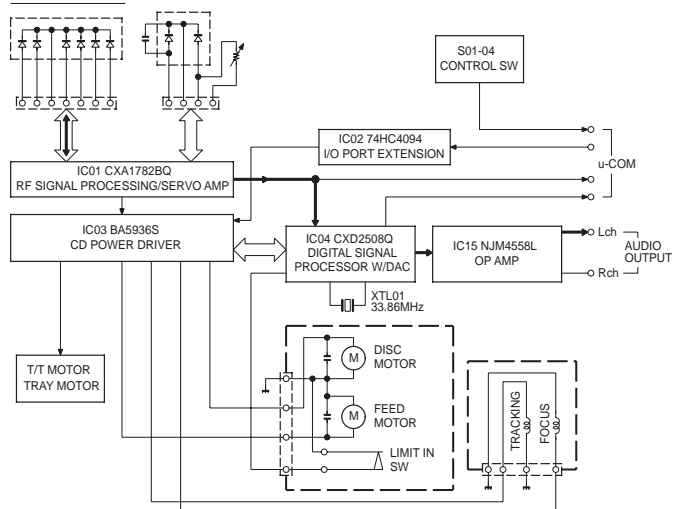 S01-04
CONTROL SW
IC02 74HC4094
I/O PORT EXTENSION
u-COM
IC01 CXA1782BQ
RF SIGNAL PROCESSING/SERVO AMP
IC03 BA5936S
CD POWER DRIVER
IC04 CXD2508Q
DIGITAL SIGNAL
PROCESSOR W/DAC
IC15 NJM4558L
OP AMP
Lch
AUDIO
OUTPUT
Rch
XTL01
33.86MHz
T/T MOTOR
TRAY MOTOR
M
DISC
MOTOR
M
FEED
MOTOR
LIMIT IN
SW
TRACKING
FOCUS